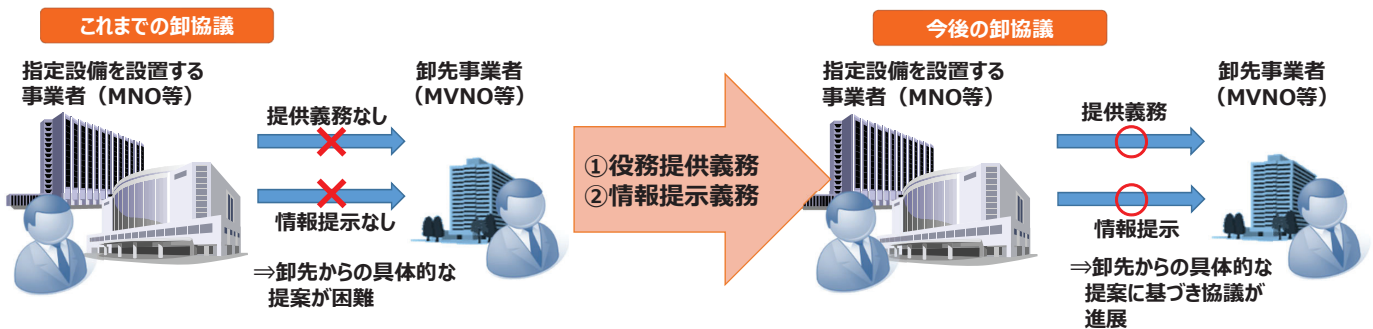 これまでの卸協議
指定設備を設置する
事業者（MNO等）
卸先事業者
（MVNO等）
提供義務なし
情報提示なし
⇒卸先からの具体的な
提案が困難
①役務提供義務
②情報提示義務
今後の卸協議
指定設備を設置する
事業者（MNO等）
卸先事業者
（MVNO等）
提供義務
情報提示
⇒卸先からの具体的な
提案に基づき協議が
進展